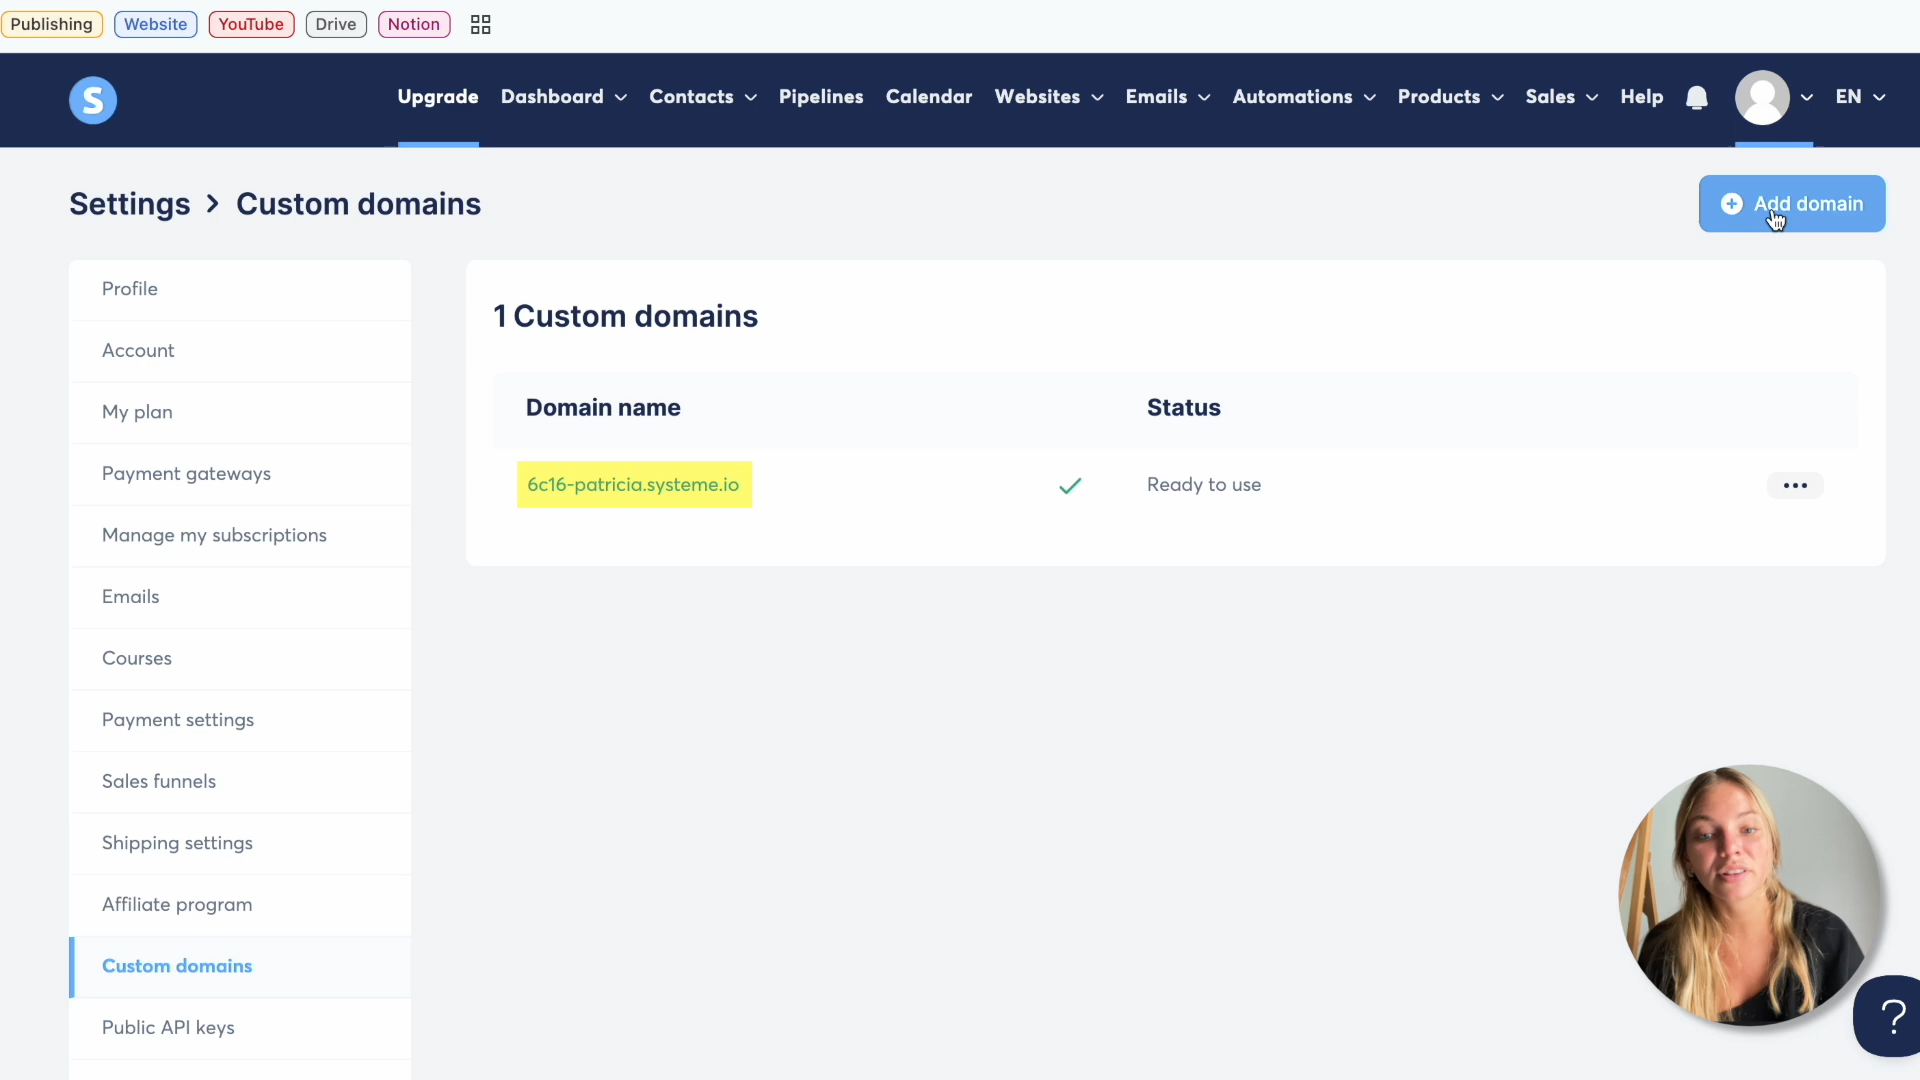 Publishing Website YouTube Drive Notion
S
Upgrade Dashboard Contacts Pipelines Calendar Websites Emails Automations Products Sales Help EN
Settings > Custom domains
Add domain
Profile
Account
My plan
Payment gateways
Manage my subscriptions
Emails
Courses
Payment settings
Sales funnels
Shipping settings
Affiliate program
Custom domains
Public API keys
1 Custom domains
Domain name Status
6c16-patricia.systeme.io Ready to use
?